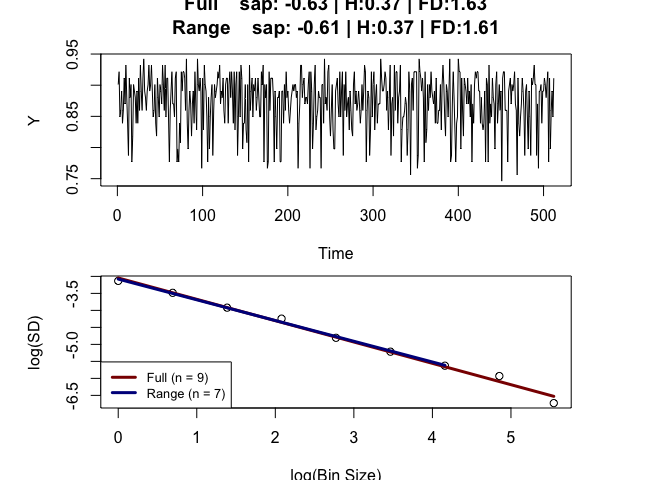 Full sap: -0.63 | H:0.37 | FD:1.63
Range sap: -0.61 | H:0.37 | FD:1.61
0.95
0.85
0.75
Y
0 100 200 300 400 500
Time
-3.5
-5.0
-6.5
log(SD)
Full (n = 9)
Range (n = 7)
0 1 2 3 4 5
log(Bin Size)